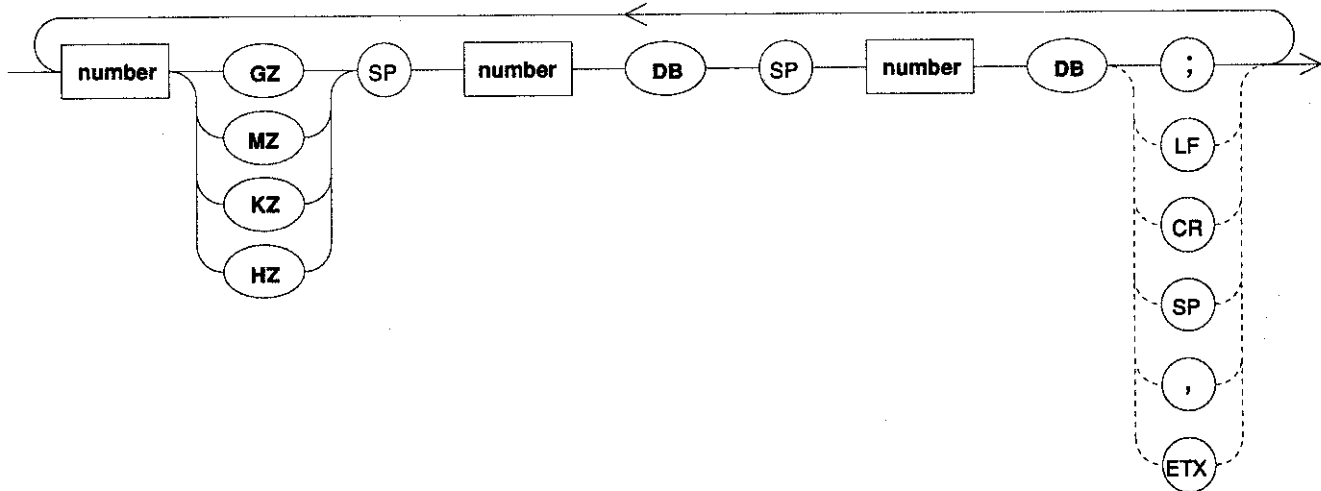 number GZ SP number DB SP number DB ;
MZ LF
KZ CR
HZ SP
,
ETX